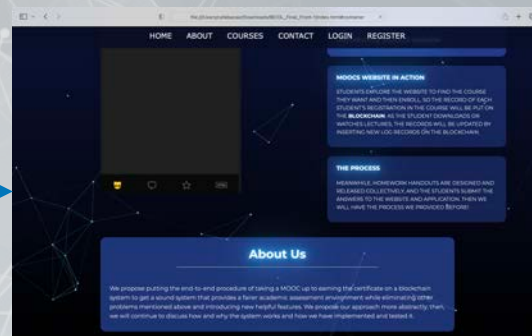 HOME ABOUT COURSES CONTACT LOGIN REGISTER
MOOCS WEBSITE IN ACTION
STUDENTS EXPLORE THE WEBSITE TO FIND THE COURSE
THEY WANT AND THEN ENROLL, SO THE RECORD OF EACH
STUDENT'S REGISTRATION IN THE COURSE WILL BE PUT ON
THE BLOCKCHAIN. AS THE STUDENT DOWNLOADS OR
WATCHES LECTURES, THE RECORDS WILL BE UPDATED BY
INSERTING NEW LOG RECORDS ON THE BLOCKCHAIN.
THE PROCESS
MEANWHILE, HOMEWORK HANDOUTS ARE DESIGNED AND
RELEASED COLLECTIVELY, AND THE STUDENTS SUBMIT THE
ANSWERS TO THE WEBSITE AND APPLICATION. THEN WE
WILL HAVE THE PROCESS WE PROVIDED BEFORE!
About Us
We propose putting the end-to-end procedure of taking a MOOC up to earning the certificate on a blockchain
system to get a sound system that provides a fairer academic assessment environment while eliminating other
problems mentioned above and introducing new helpful features. We propose our approach more abstractly; then,
we will continue to discuss how and why the system works and how we have implemented and tested it.